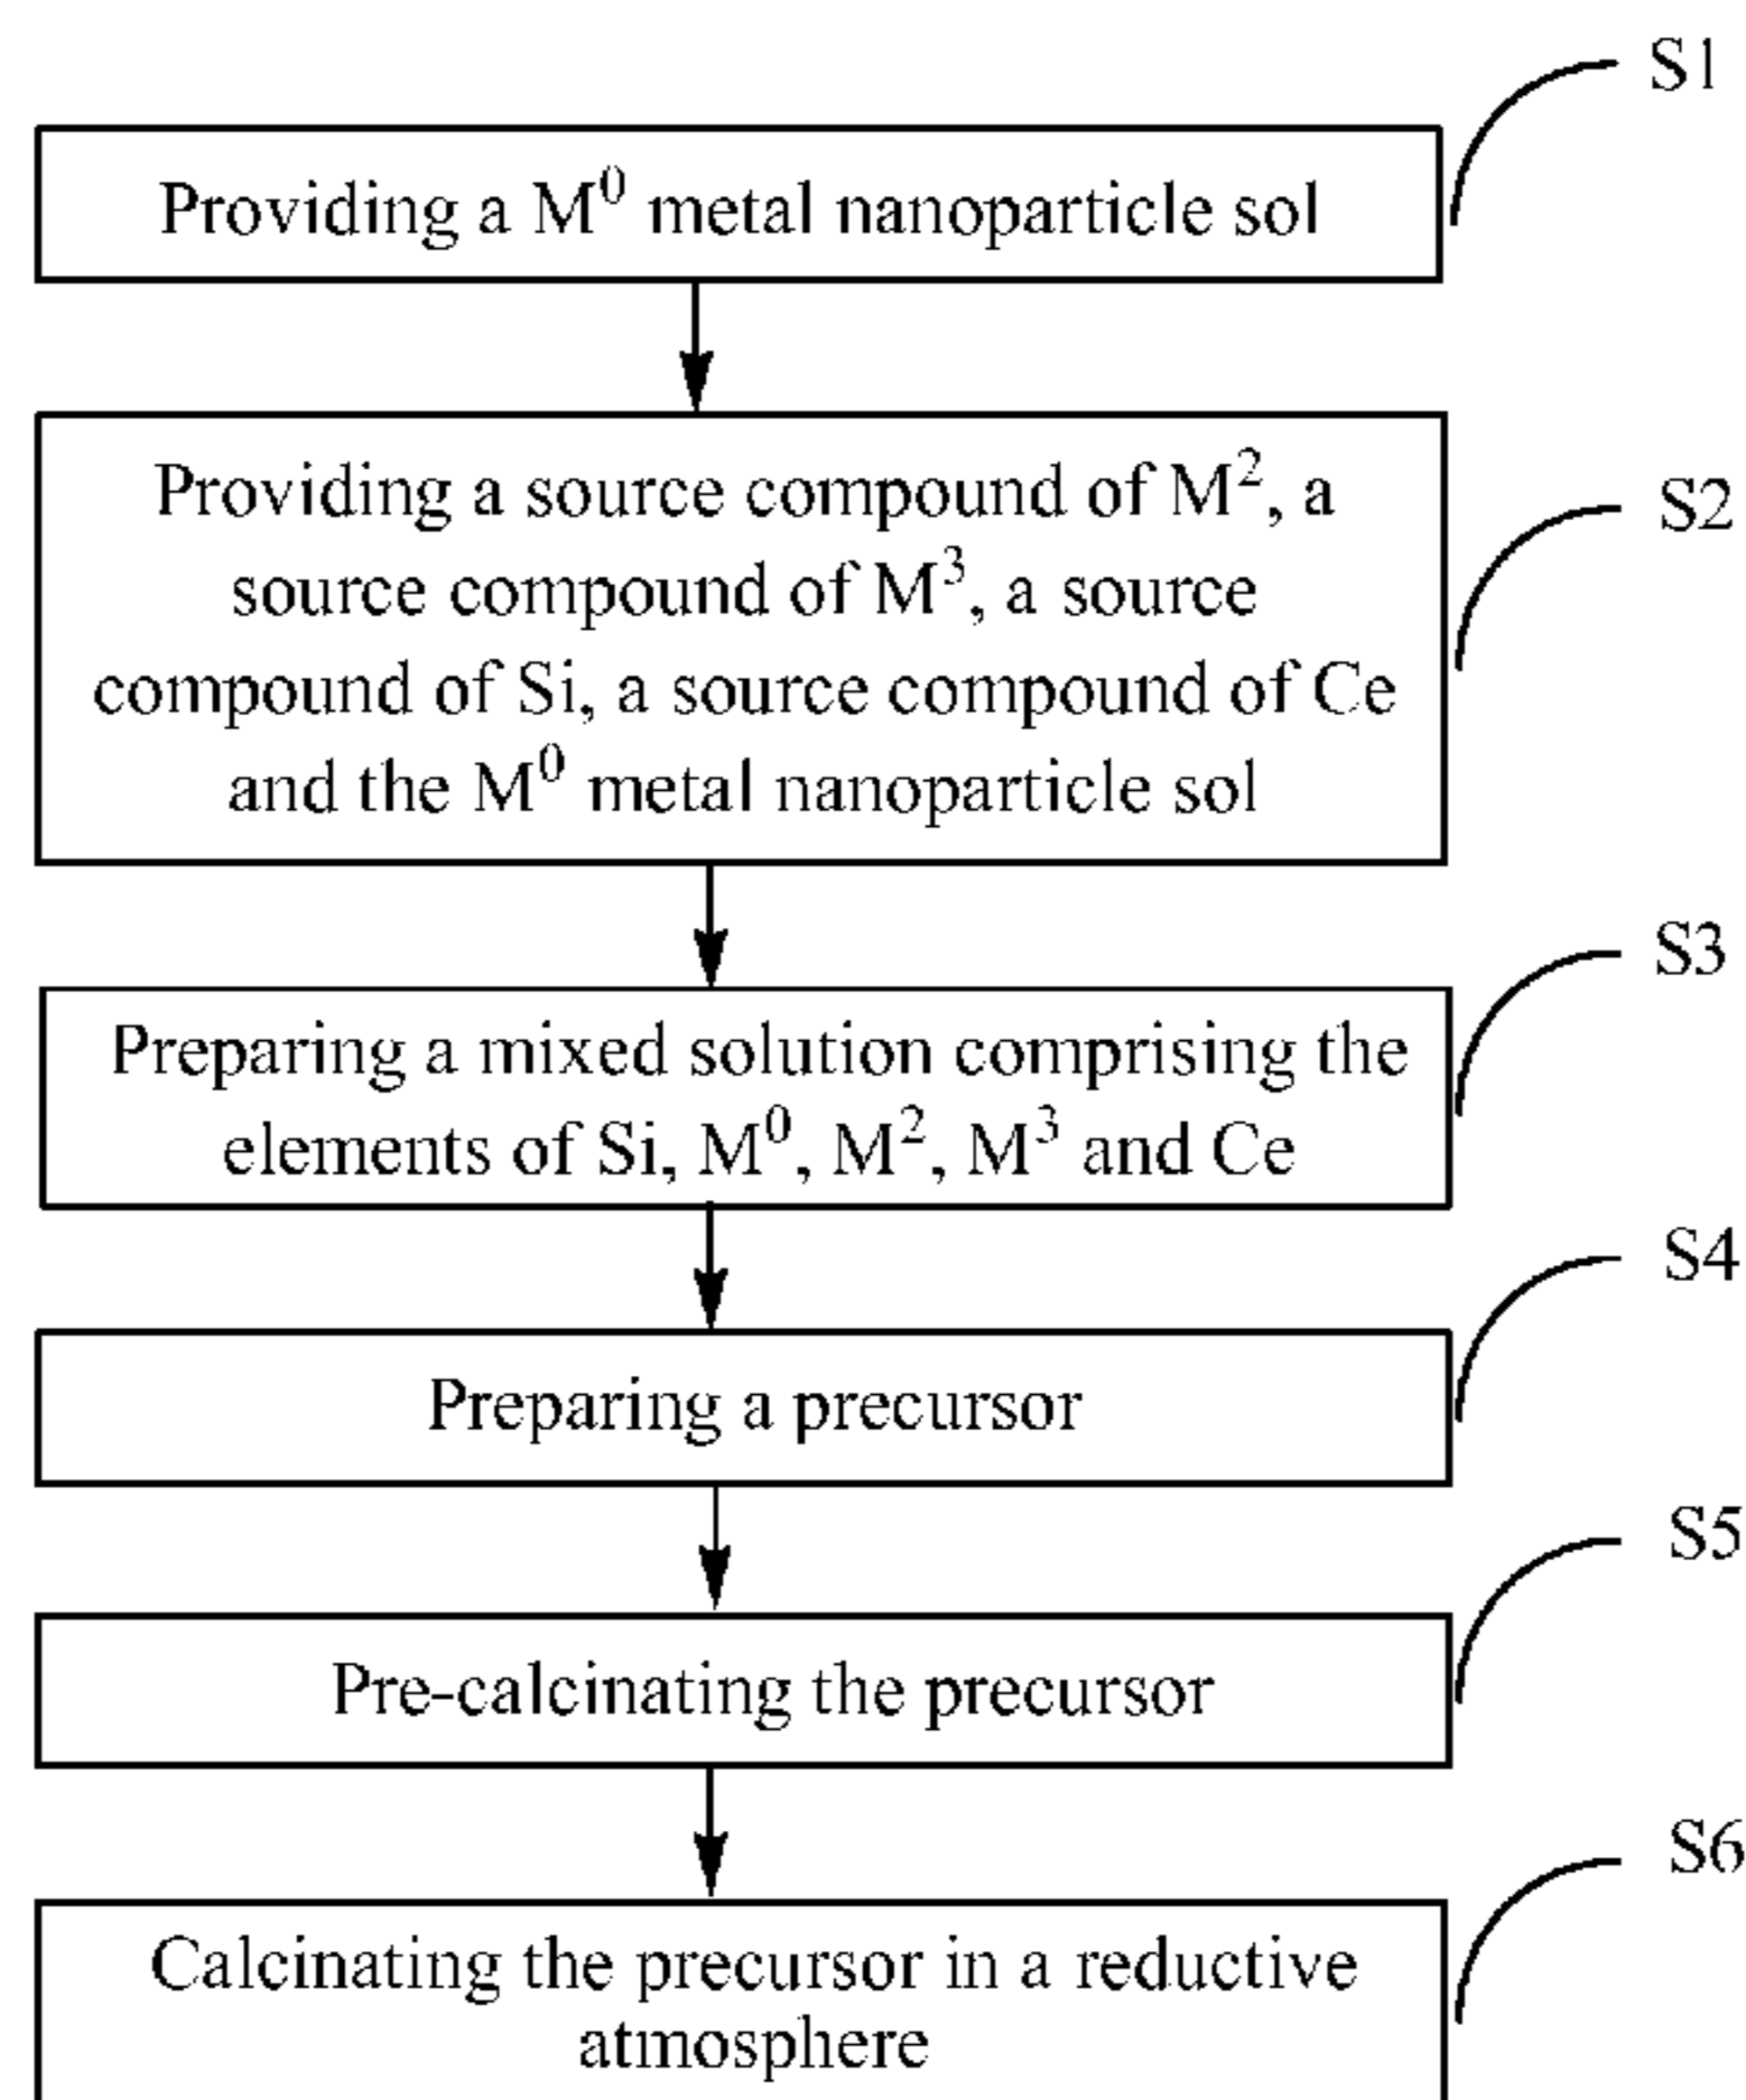 S1
Providing a M⁰ metal nanoparticle sol
Providing a source compound of M², a
source compound of M³, a source
compound of Si, a source compound of Ce
and the M⁰ metal nanoparticle sol
S2
Preparing a mixed solution comprising the
elements of Si, M⁰, M², M³ and Ce
S3
Preparing a precursor
S4
Pre-calcinating the precursor
S5
Calcinating the precursor in a reductive
atmosphere
S6